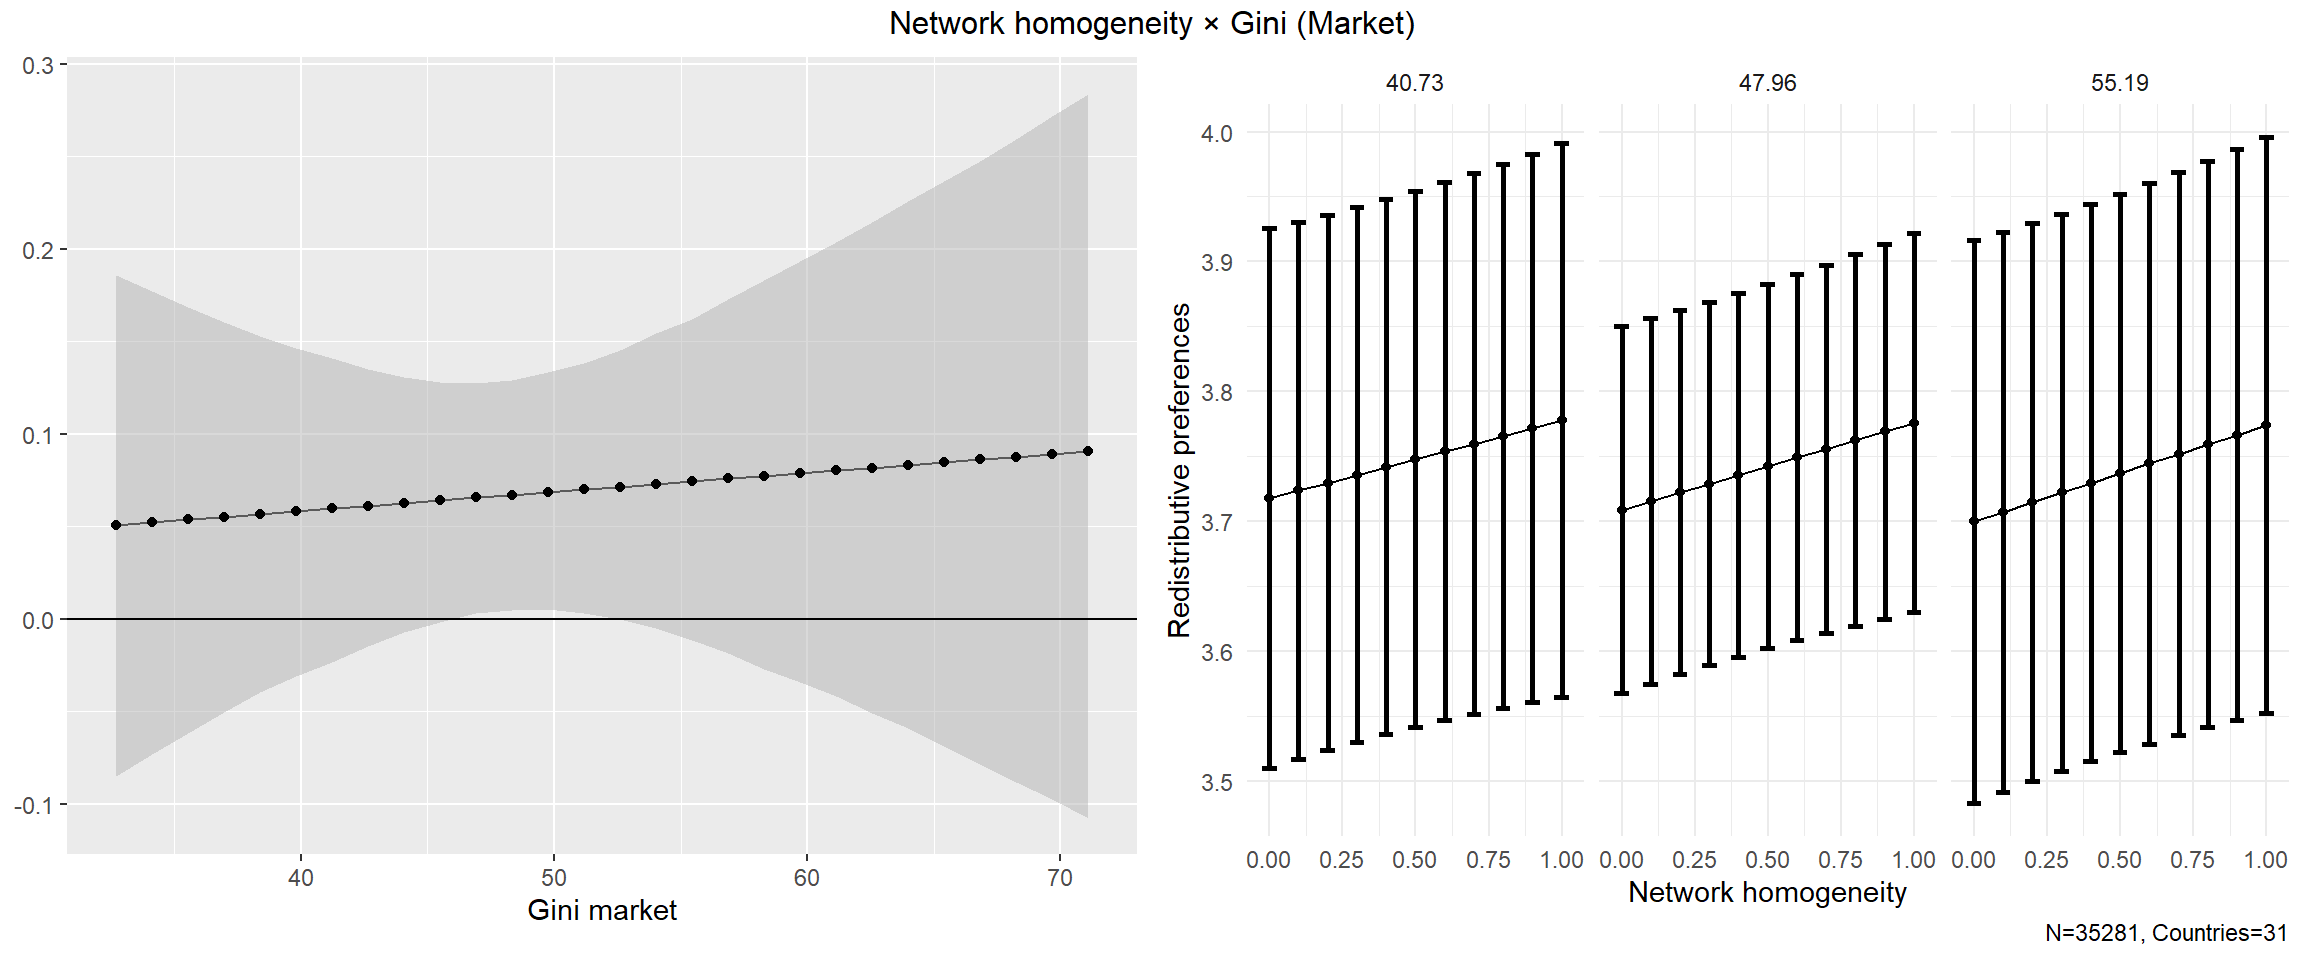 Network homogeneity × Gini (Market)
0.3
0.2
0.1
0.0
-0.1
40 50 60 70
Gini market
40.73 47.96 55.19
4.0
3.9
3.8
3.7
3.6
3.5
Redistributive preferences
0.00 0.25 0.50 0.75 1.00 0.00 0.25 0.50 0.75 1.00 0.00 0.25 0.50 0.75 1.00
Network homogeneity
N=35281, Countries=31